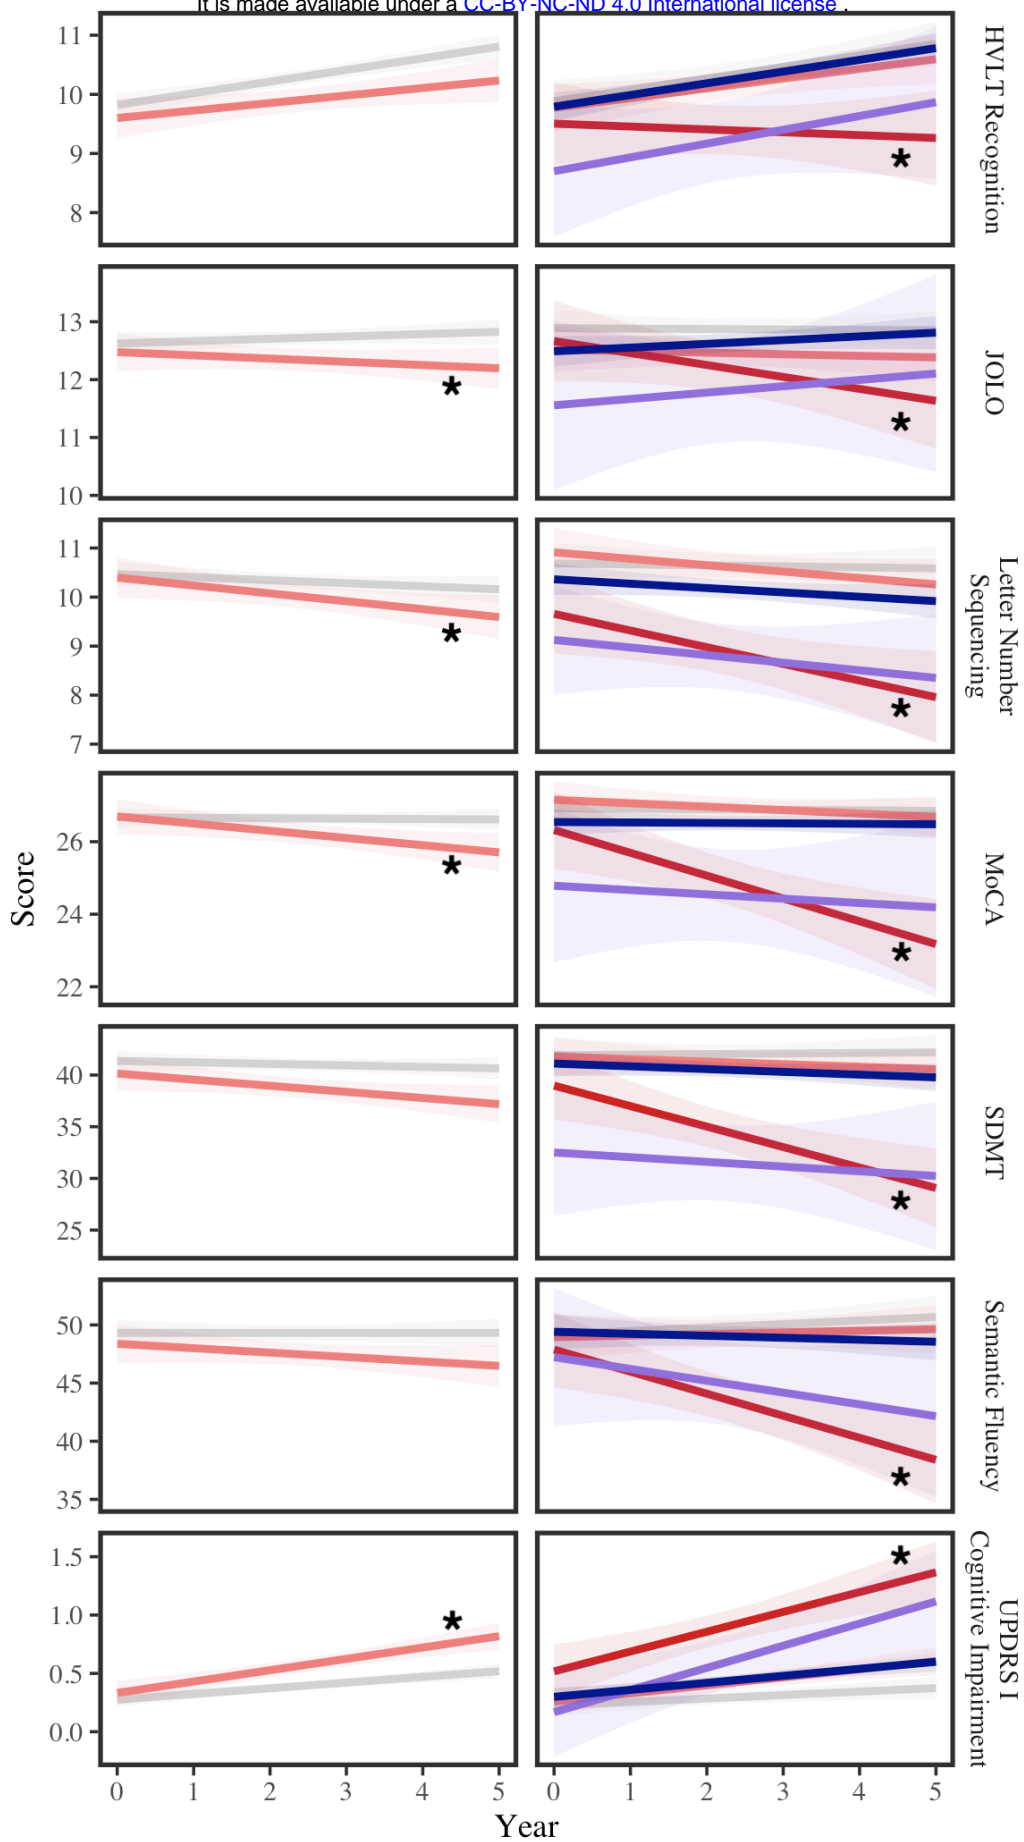 It is made available under a CC-BY-NC-ND 4.0 International license .
11
10
9
8
HVLT Recognition
13
12
11
10
*
*
JOLO
11
10
9
8
7
*
*
Letter Number
Sequencing
26
24
22
*
*
MoCA
40
35
30
25
*
SDMT
50
45
40
35
*
Semantic Fluency
1.5
1.0
0.5
0.0
*
*
UPDRS I
Cognitive Impairment
Score
0 1 2 3 4 5
0 1 2 3 4 5
Year